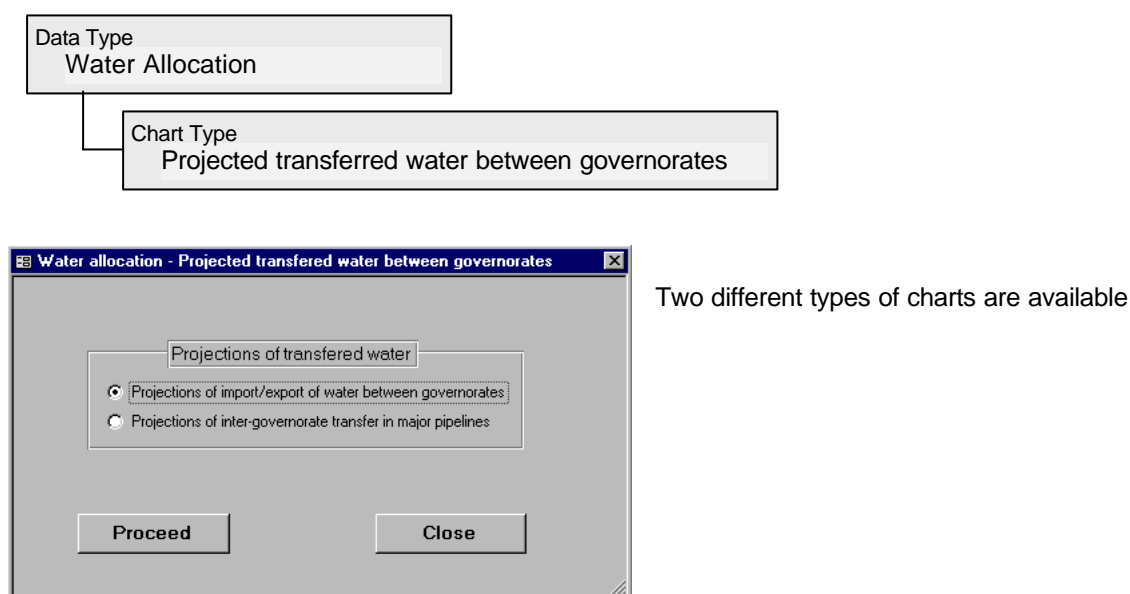 Data Type
Water Allocation
Chart Type
Projected transferred water between governorates
Water allocation - Projected transfered water between governorates
Two different types of charts are available
Projections of transfered water
Projections of import/export of water between governorates
Projections of inter-governorate transfer in major pipelines
Proceed
Close